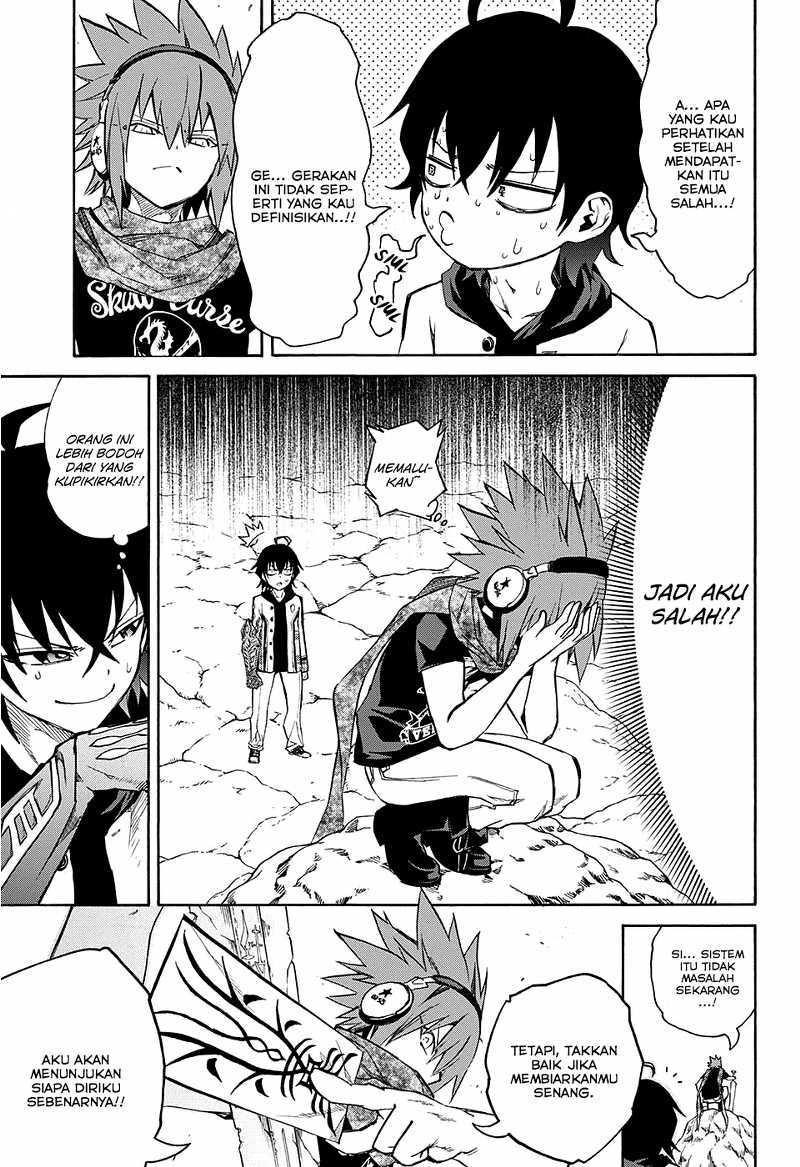 A... APA
YANG KAU
PERHATIKAN
SETELAH
MENDAPAT-
KAN ITU
SEMUA
SALAH...!
GE... GERAKAN
INI TIDAK SEP-
ERTI YANG KAU
DEFINISIKAN..!!
SIUL
SIUL
Skull Curse
JADI AKU
SALAH!!
MEMALU-
KAN~
ORANG INI
LEBIH BODOH
DARI YANG
KUPIKIRKAN!!
SI... SISTEM
ITU TIDAK
MASALAH
SEKARANG
...!
TETAPI, TAKKAN
BAIK JIKA
MEMBIARKANMU
SENANG.
AKU AKAN
MENUNJUKAN
SIAPA DIRIKU
SEBENARNYA!!